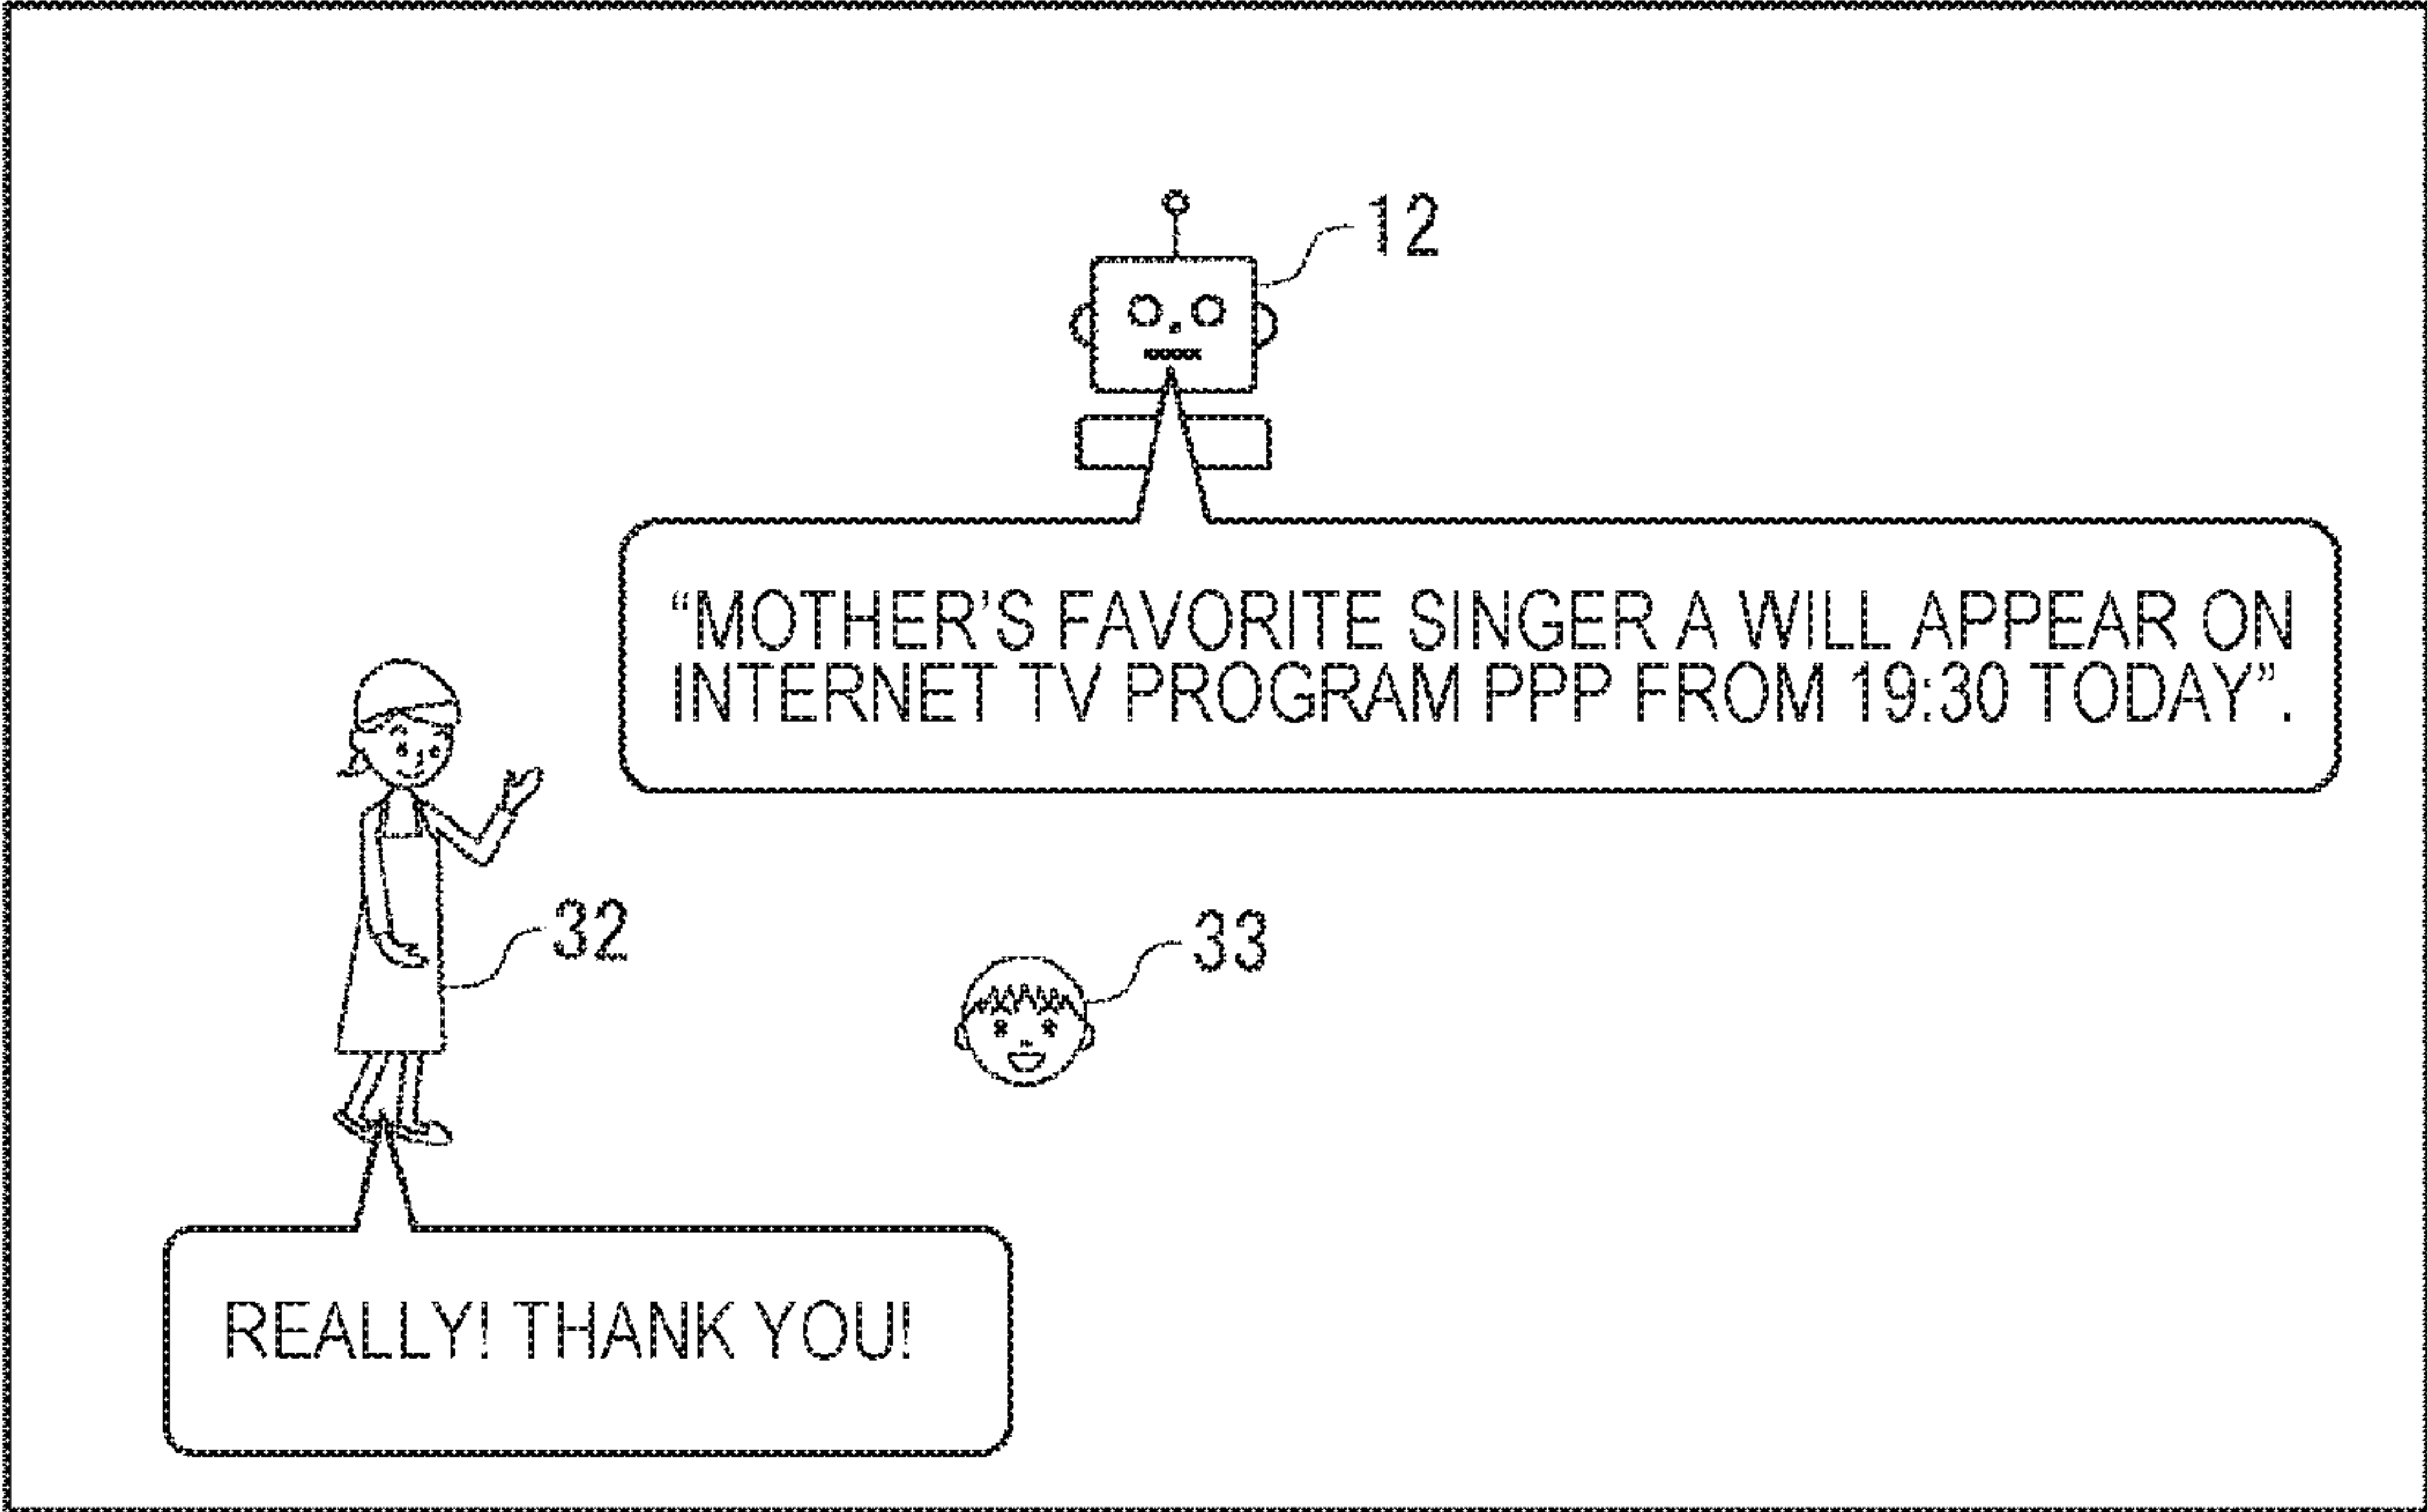 12
“MOTHER’S FAVORITE SINGER A WILL APPEAR ON
INTERNET TV PROGRAM PPP FROM 19:30 TODAY”.
32
33
REALLY! THANK YOU!